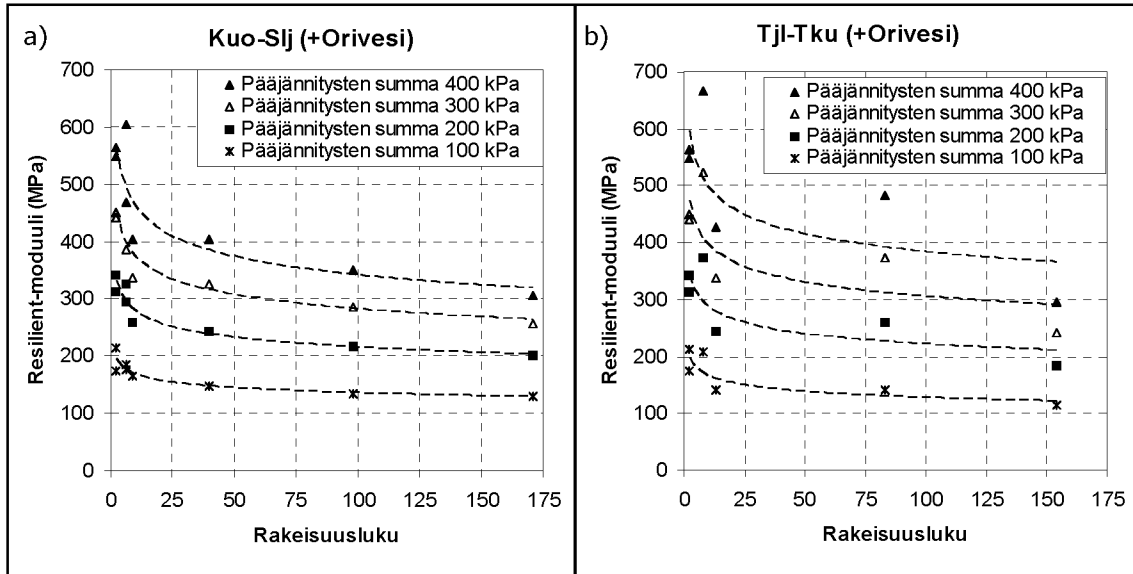 a)
Kuo-Slj (+Orivesi)
Pääjännitysten summa 400 kPa
Pääjännitysten summa 300 kPa
Pääjännitysten summa 200 kPa
Pääjännitysten summa 100 kPa
Resilient-moduuli (MPa)
700
600
500
400
300
200
100
0
0 25 50 75 100 125 150 175
Rakeisuusluku
b)
Tjl-Tku (+Orivesi)
Pääjännitysten summa 400 kPa
Pääjännitysten summa 300 kPa
Pääjännitysten summa 200 kPa
Pääjännitysten summa 100 kPa
Resilient-moduuli (MPa)
700
600
500
400
300
200
100
0
0 25 50 75 100 125 150 175
Rakeisuusluku